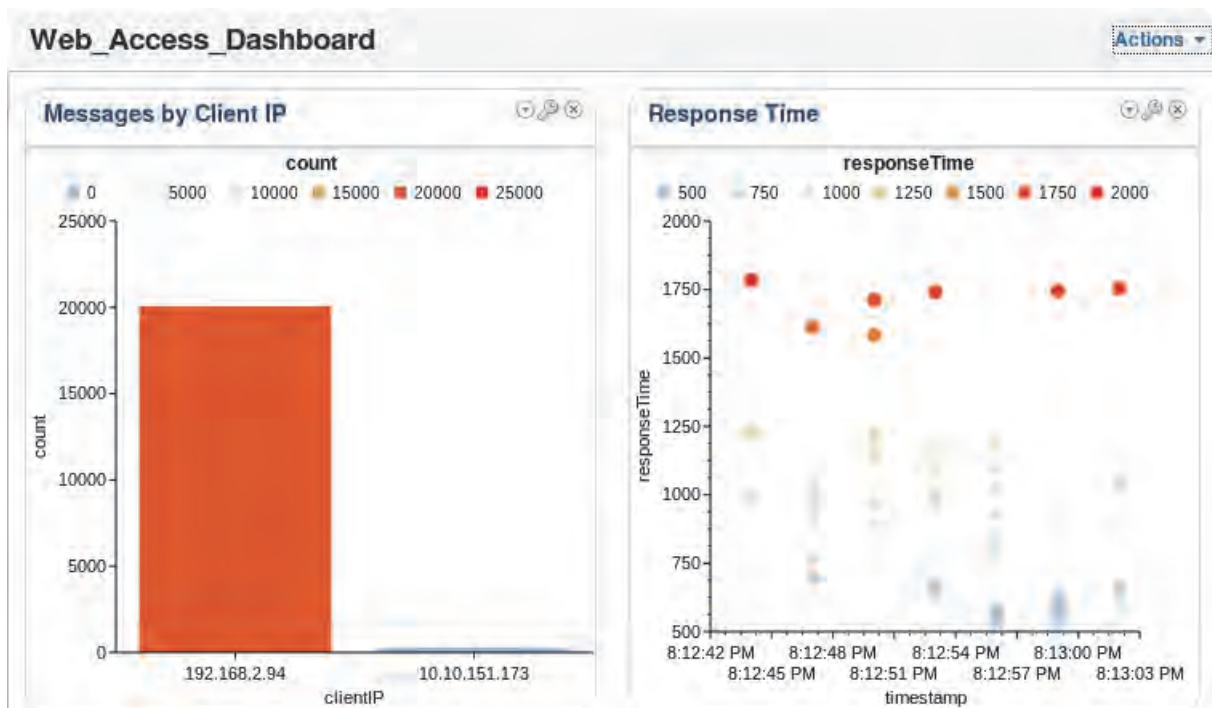 Web_Access_Dashboard
Actions
Messages by Client IP
count
0 5000 10000 15000 20000 25000
25000
20000
15000
10000
5000
0
count
192.168.2.94 10.10.151.173
clientIP
Response Time
responseTime
500 750 1000 1250 1500 1750 2000
2000
1750
1500
1250
1000
750
500
responseTime
8:12:42 PM 8:12:48 PM 8:12:54 PM 8:13:00 PM
8:12:45 PM 8:12:51 PM 8:12:57 PM 8:13:03 PM
timestamp